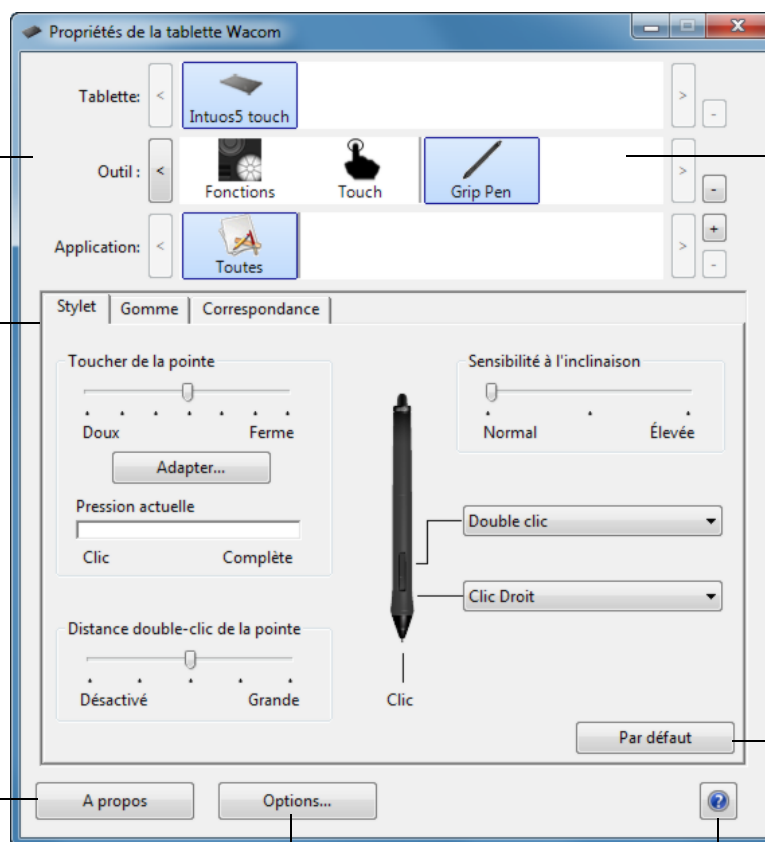 Propriétés de la tablette Wacom
Tablette: < Intuos5 touch > -
Outil : < Fonctions Touch Grip Pen > -
Application: < Toutes > + -
Stylet Gomme Correspondance
Toucher de la pointe
Doux Ferme
Adapter...
Pression actuelle
Clic Complète
Distance double-clic de la pointe
Désactivé Grande
Sensibilité à l'inclinaison
Normal Élevée
Double clic
Clic Droit
Clic
Par défaut
A propos Options... ?